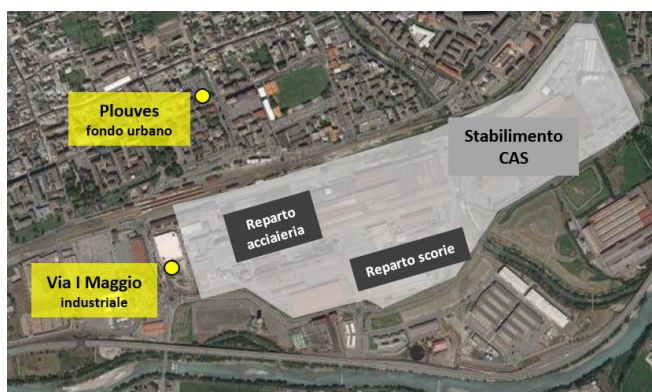 Plouves
fondo urbano
Stabilimento
CAS
Reparto
acciaieria
Reparto scorie
Via I Maggio
industriale